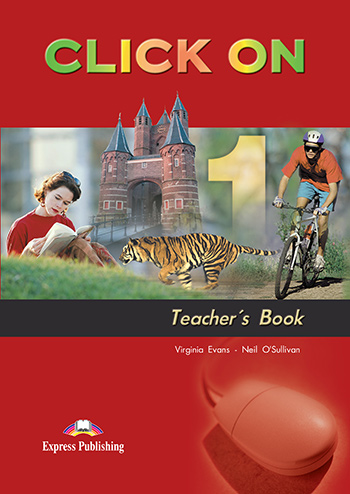 CLICK ON
1
Teacher's Book
Virginia Evans - Neil O'Sullivan
Express Publishing